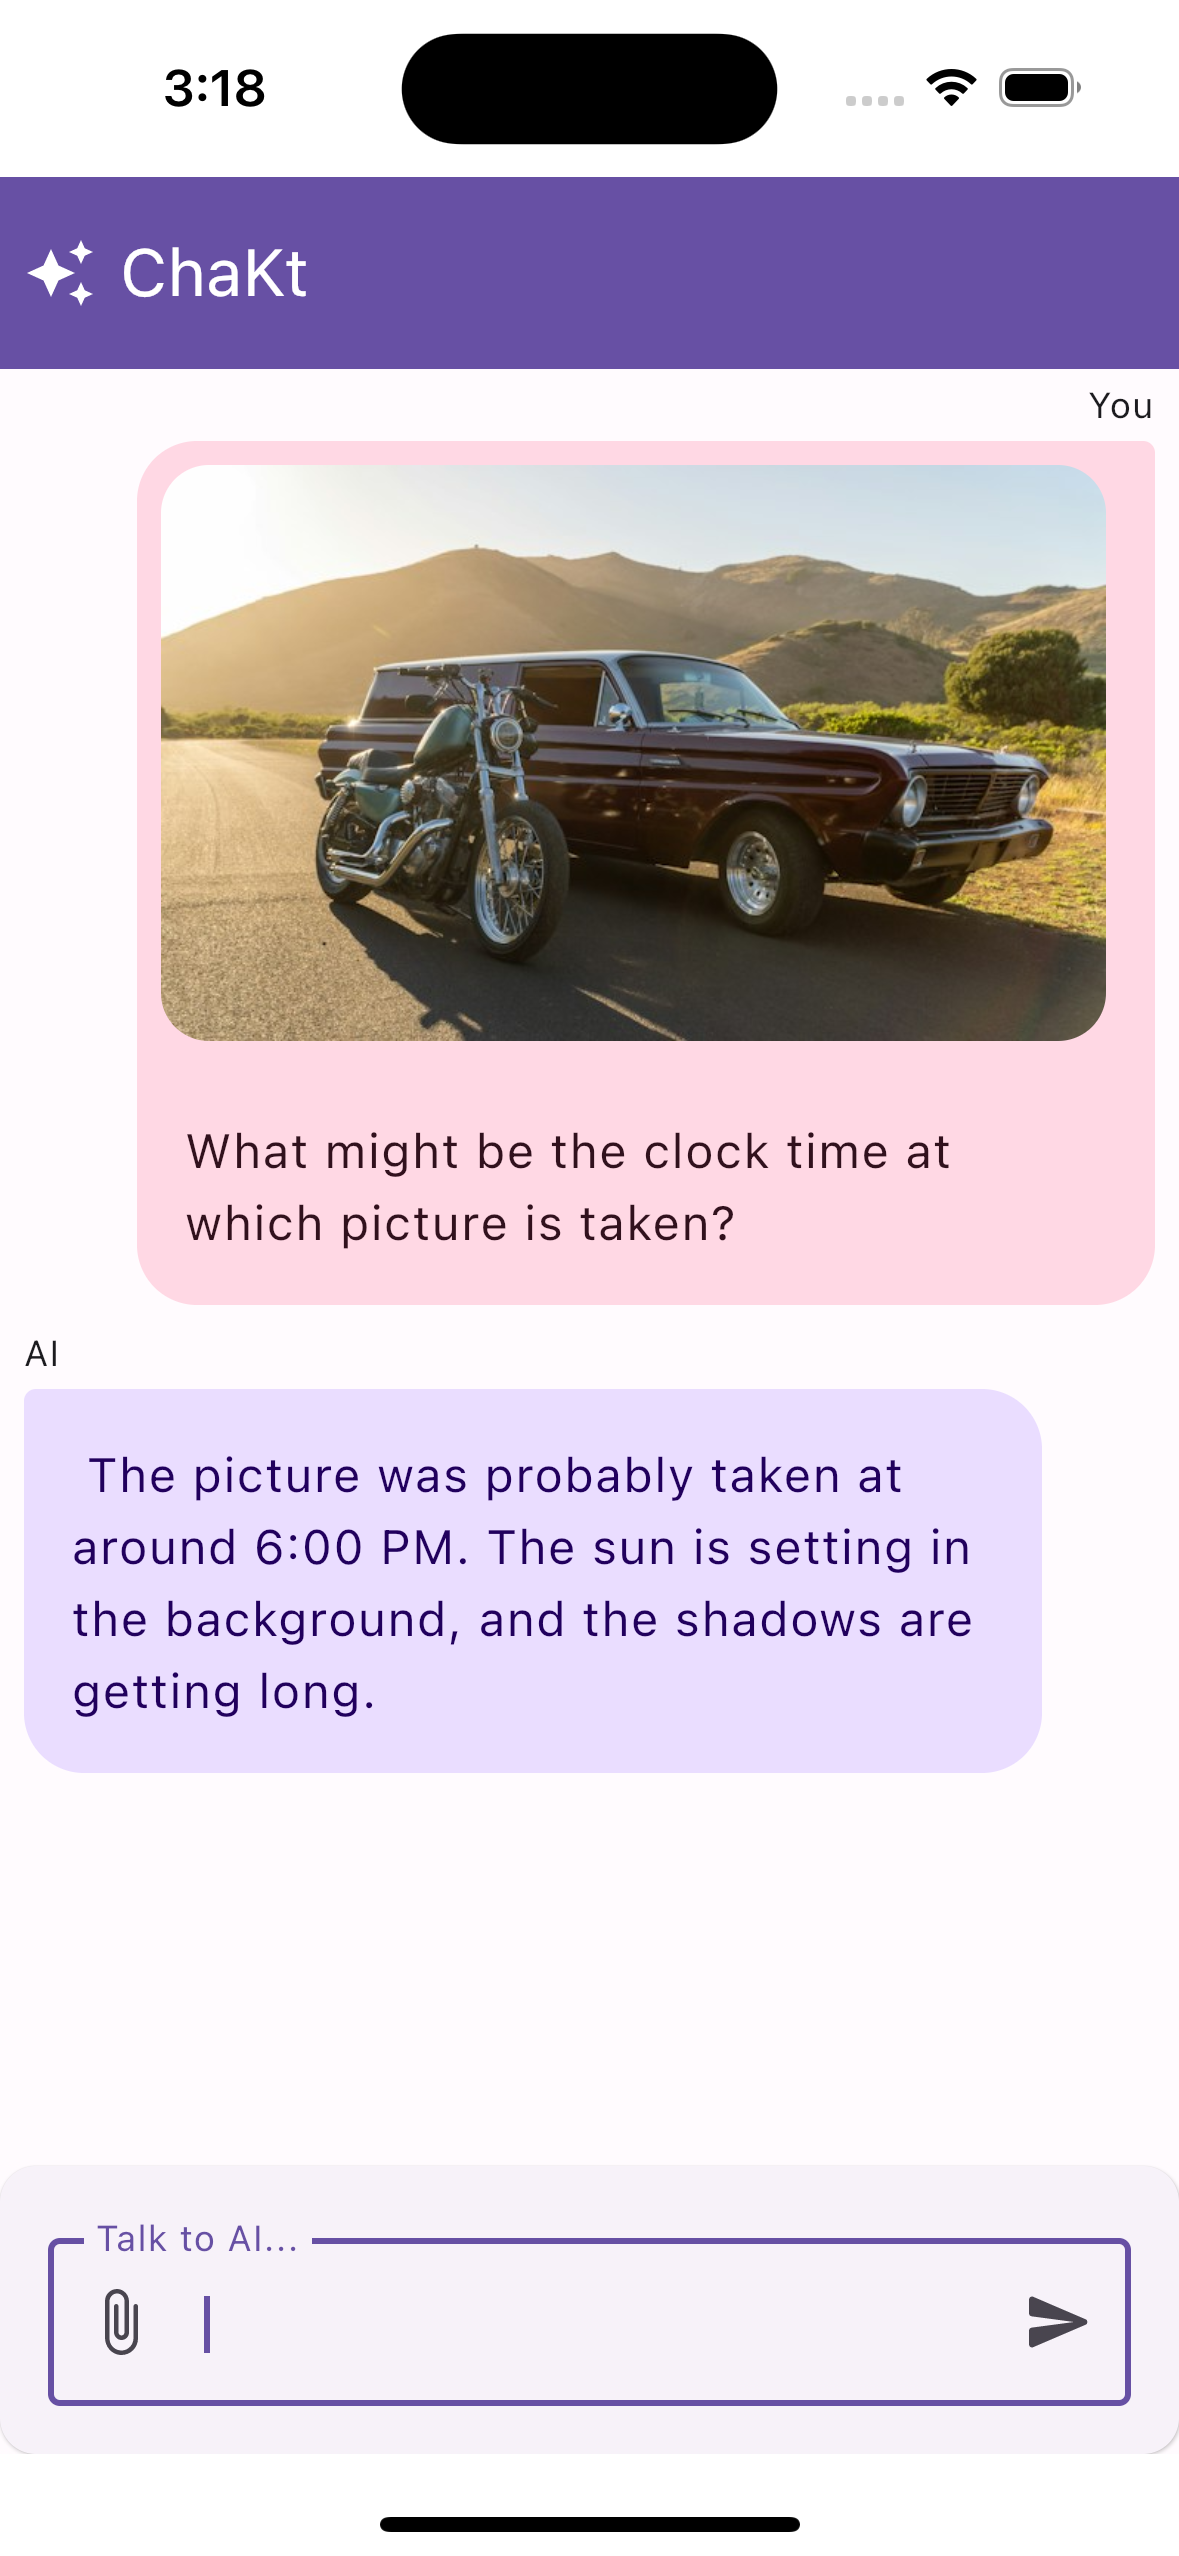 3:18
ChaKt
You
What might be the clock time at
which picture is taken?
AI
The picture was probably taken at
around 6:00 PM. The sun is setting in
the background, and the shadows are
getting long.
Talk to AI...